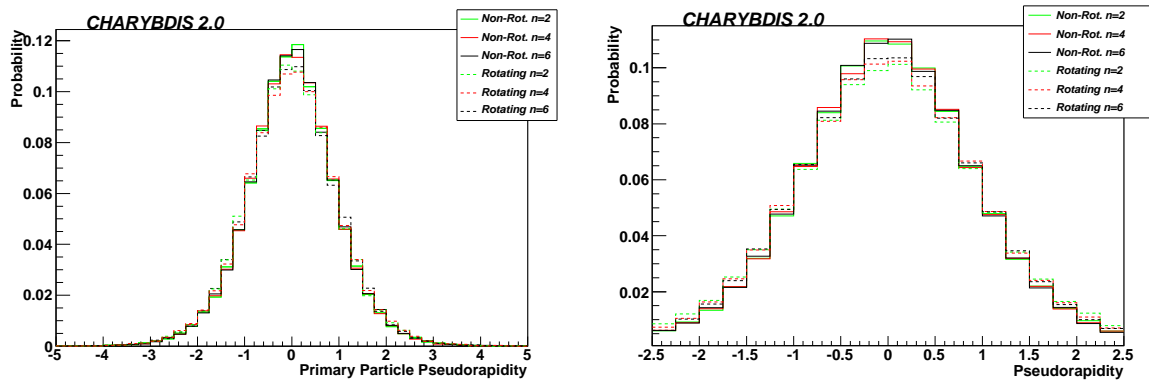 CHARYBDIS 2.0
Probability
0.12
0.1
0.08
0.06
0.04
0.02
0
-5 -4 -3 -2 -1 0 1 2 3 4 5
Primary Particle Pseudorapidity
Non-Rot. n=2
Non-Rot. n=4
Non-Rot. n=6
Rotating n=2
Rotating n=4
Rotating n=6
CHARYBDIS 2.0
Probability
0.1
0.08
0.06
0.04
0.02
-2.5 -2 -1.5 -1 -0.5 0 0.5 1 1.5 2 2.5
Pseudorapidity
Non-Rot. n=2
Non-Rot. n=4
Non-Rot. n=6
Rotating n=2
Rotating n=4
Rotating n=6